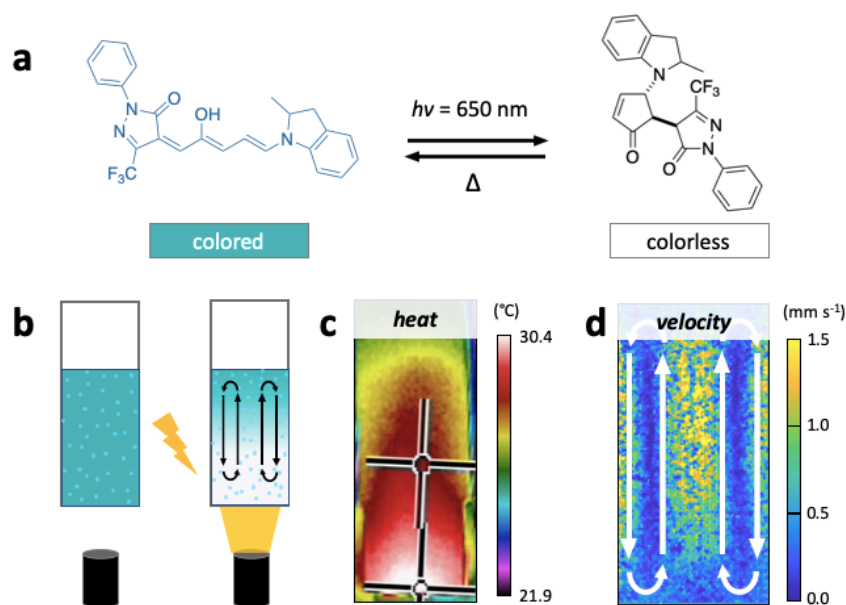 a
N
N
O
OH
N
F₃C
hν = 650 nm
Δ
N
CF₃
N
N
O
O
colored
colorless
b
c
heat
(°C)
30.4
21.9
d
velocity
(mm s⁻¹)
1.5
1.0
0.5
0.0